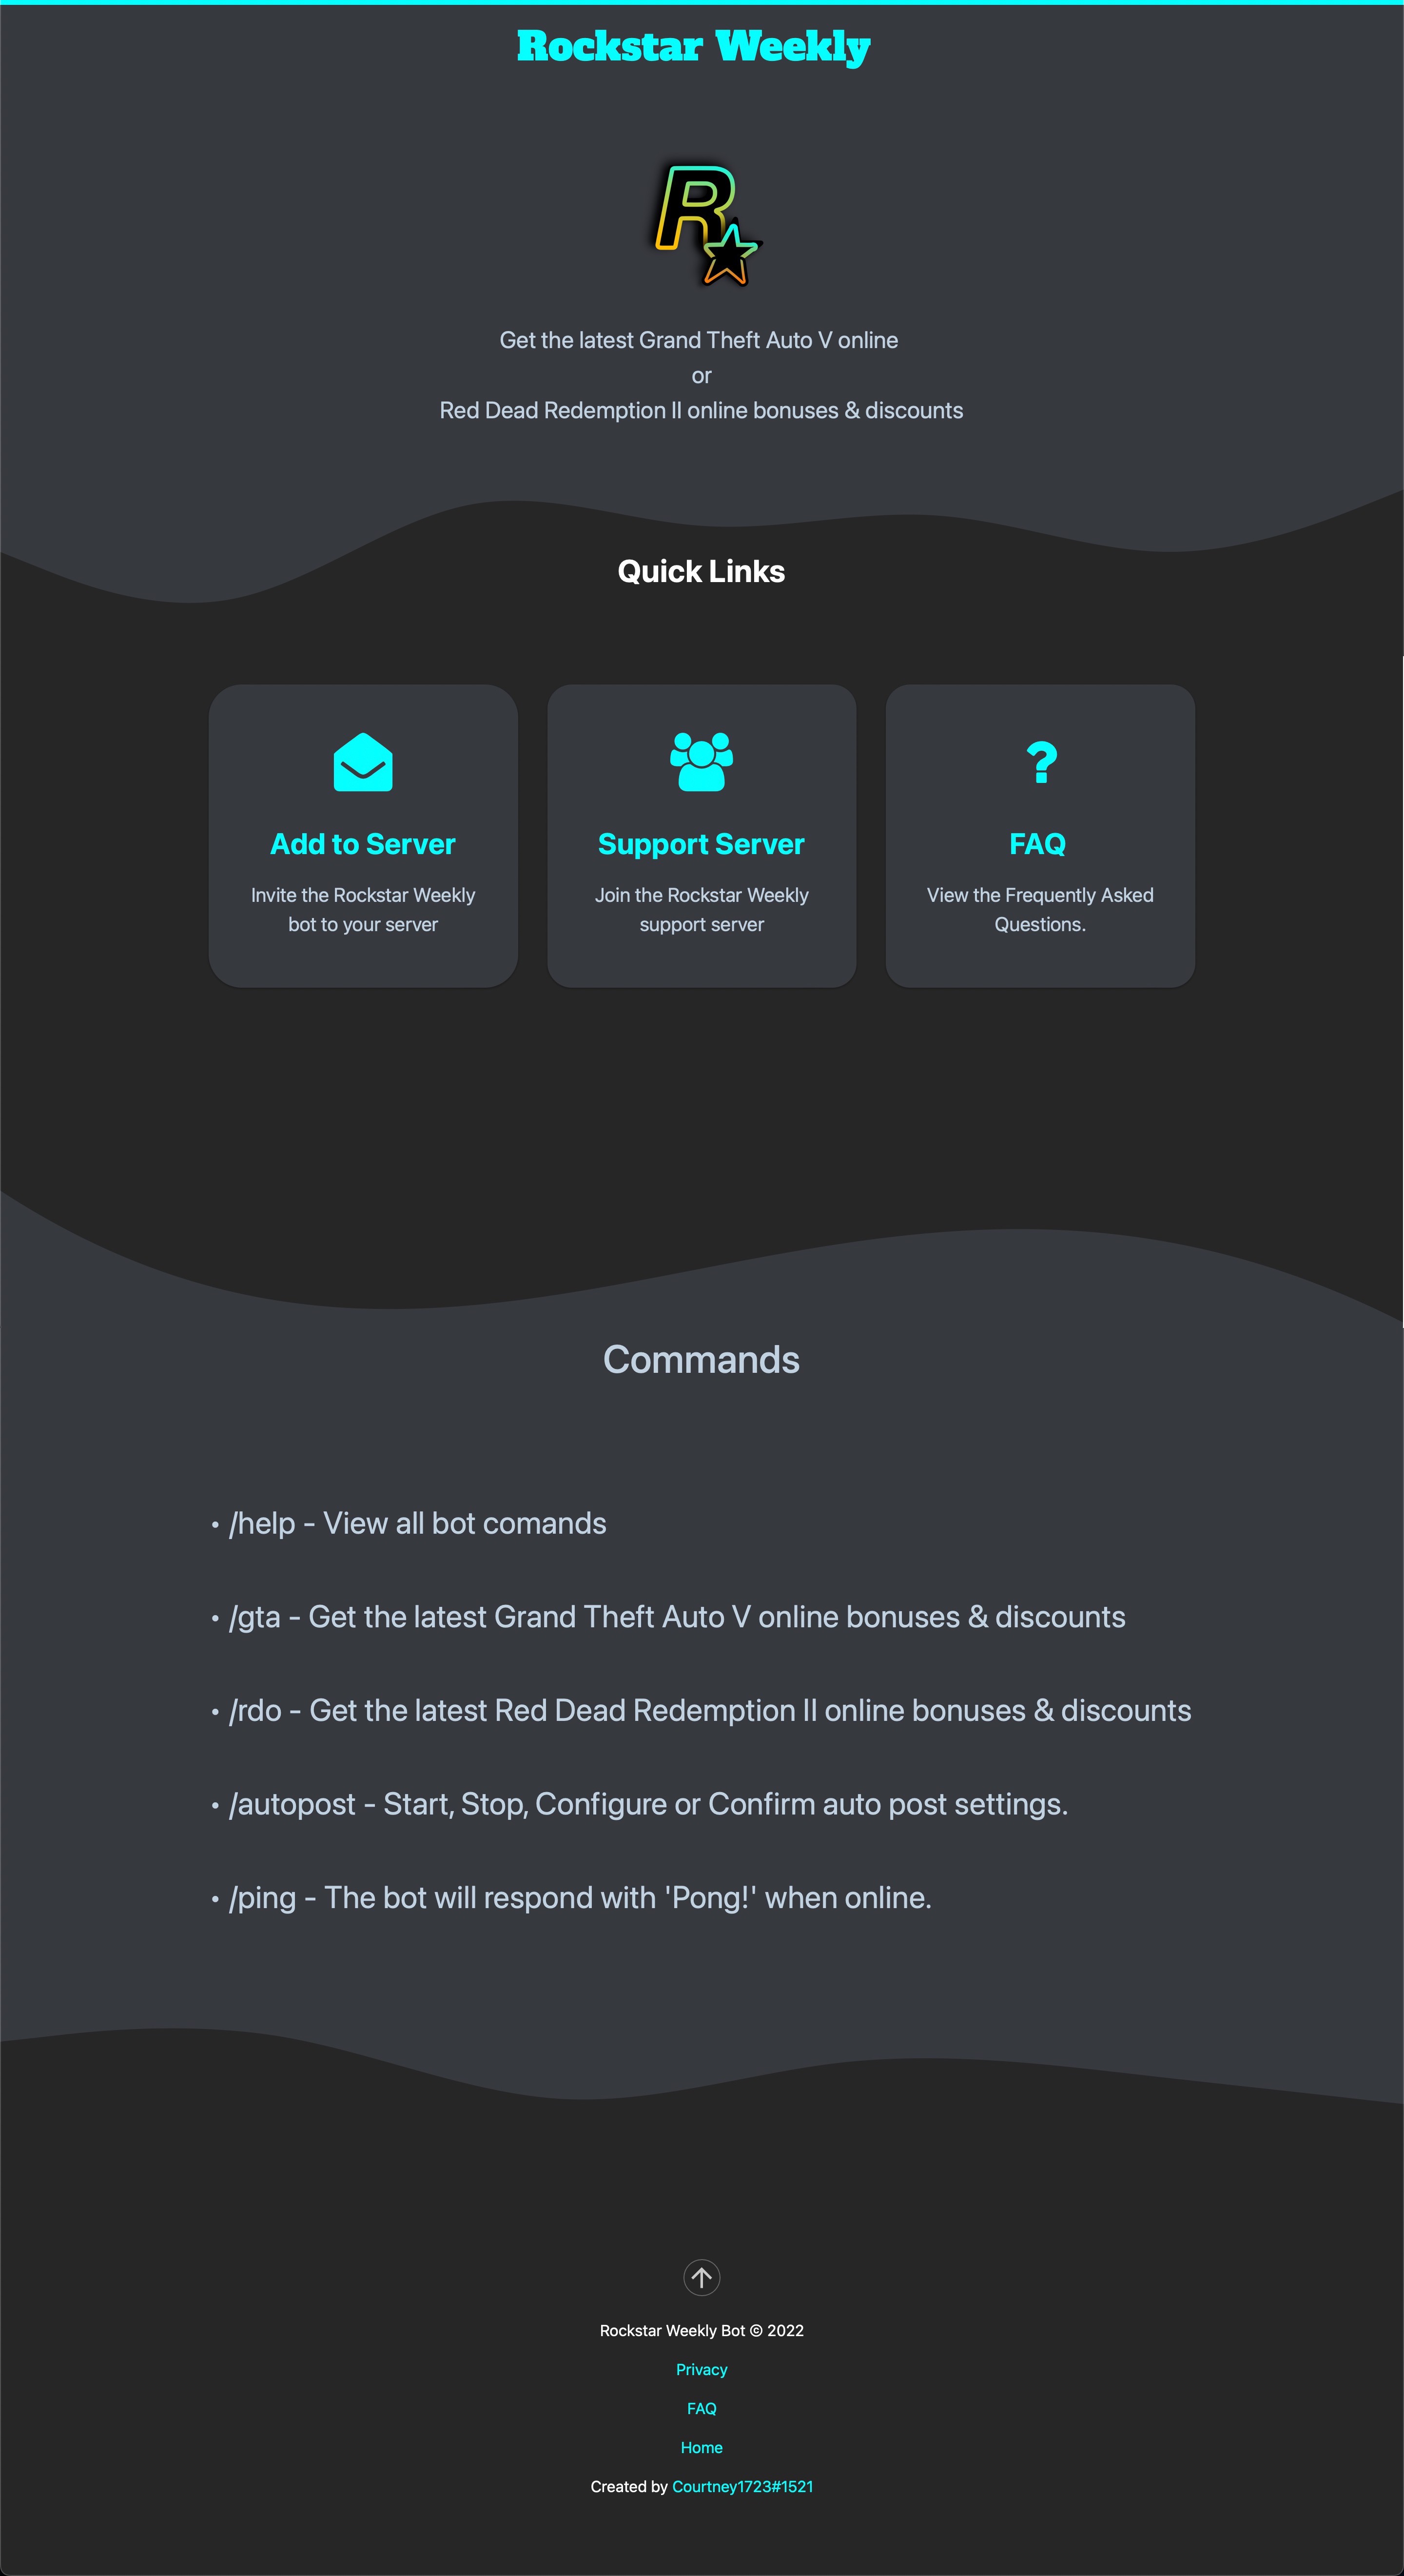 Rockstar Weekly
R
Get the latest Grand Theft Auto V online
or
Red Dead Redemption II online bonuses & discounts
Quick Links
Add to Server
Invite the Rockstar Weekly
bot to your server
Support Server
Join the Rockstar Weekly
support server
?
FAQ
View the Frequently Asked
Questions.
Commands
• /help - View all bot comands
• /gta - Get the latest Grand Theft Auto V online bonuses & discounts
• /rdo - Get the latest Red Dead Redemption II online bonuses & discounts
• /autopost - Start, Stop, Configure or Confirm auto post settings.
• /ping - The bot will respond with 'Pong!' when online.
Rockstar Weekly Bot © 2022
Privacy
FAQ
Home
Created by Courtney1723#1521